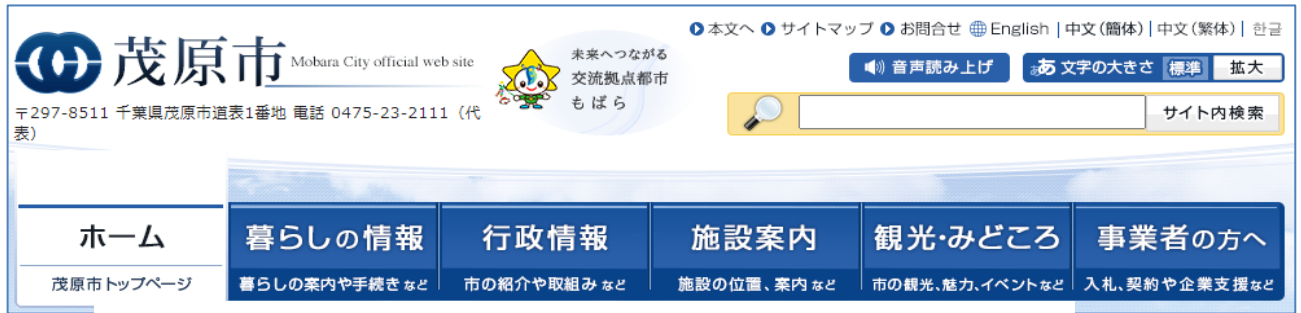 本文へ サイトマップ お問合せ English | 中文(簡体) | 中文(繁体) | 한글
茂原市 Mobara City official web site
未来へつながる
交流拠点都市
もばら
音声読み上げ ああ 文字の大きさ 標準 拡大
〒297-8511 千葉県茂原市道表1番地 電話 0475-23-2111（代
表）
サイト内検索
ホーム 暮らしの情報 行政情報 施設案内 観光・みどころ 事業者の方へ
茂原市トップページ 暮らしの案内や手続きなど 市の紹介や取組みなど 施設の位置、案内など 市の観光、魅力、イベントなど 入札、契約や企業支援など